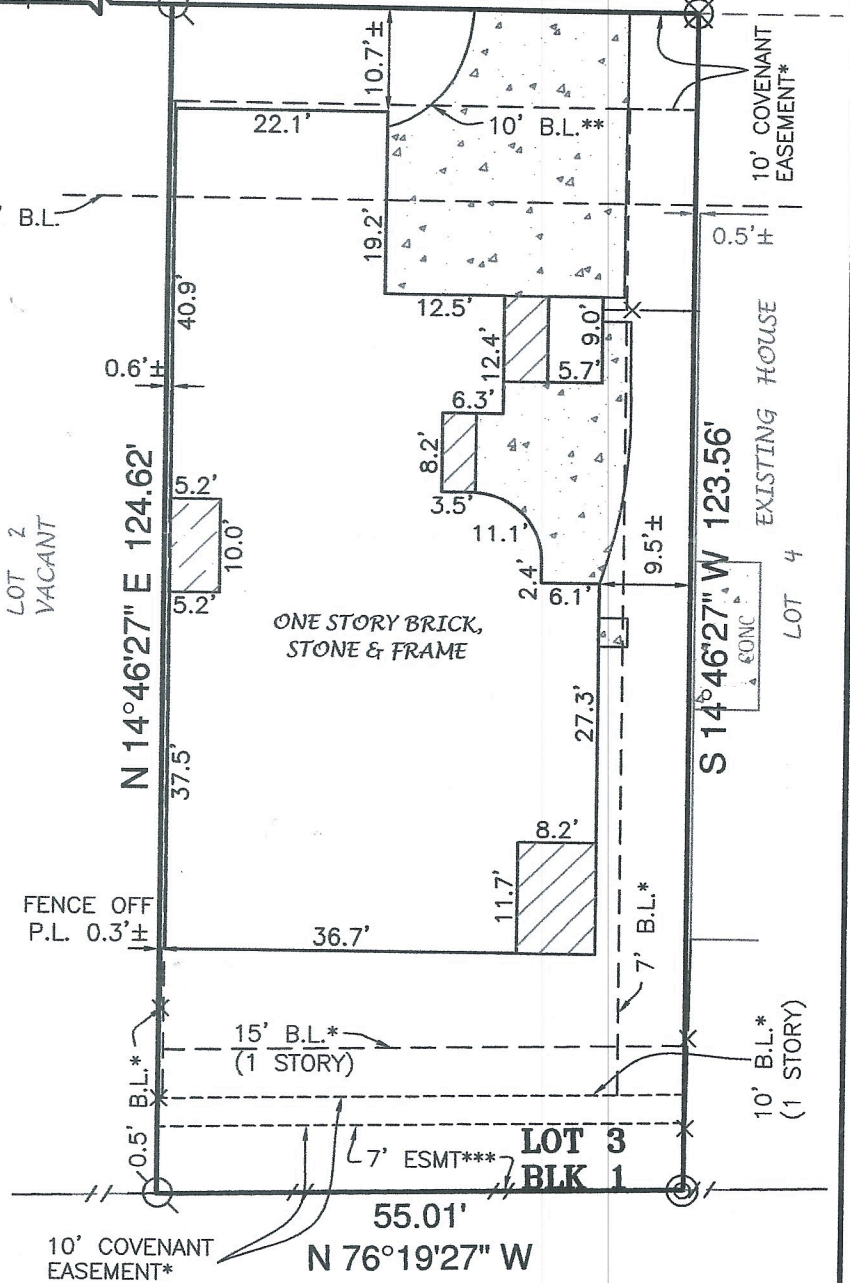 10.7'±
10' COVENANT
EASEMENT*
22.1'
10' B.L.**
B.L.
19.2'
0.5'±
40.9'
12.5'
9.0'
12.4'
5.7'
0.6'±
6.3'
8.2'
3.5'
11.1'
2.4'
6.1'
9.5'±
EXISTING HOUSE
LOT 4
CONC
S 14°46'27" W 123.56'
N 14°46'27" E 124.62'
LOT 2
VACANT
5.2'
10.0'
5.2'
ONE STORY BRICK,
STONE & FRAME
27.3'
37.5'
8.2'
11.7'
FENCE OFF
P.L. 0.3'±
36.7'
7' B.L.*
15' B.L.*
(1 STORY)
10' B.L.*
(1 STORY)
0.5' B.L.*
7' ESMT***
LOT 3
BLK 1
55.01'
N 76°19'27" W
10' COVENANT
EASEMENT*